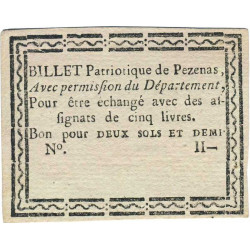 BILLET Patriotique de Pezenas,
Avec permission du Département,
Pour être échangé avec des as-
signats de cinq livres.
Bon pour DEUX SOLS ET DEMI
No. II—